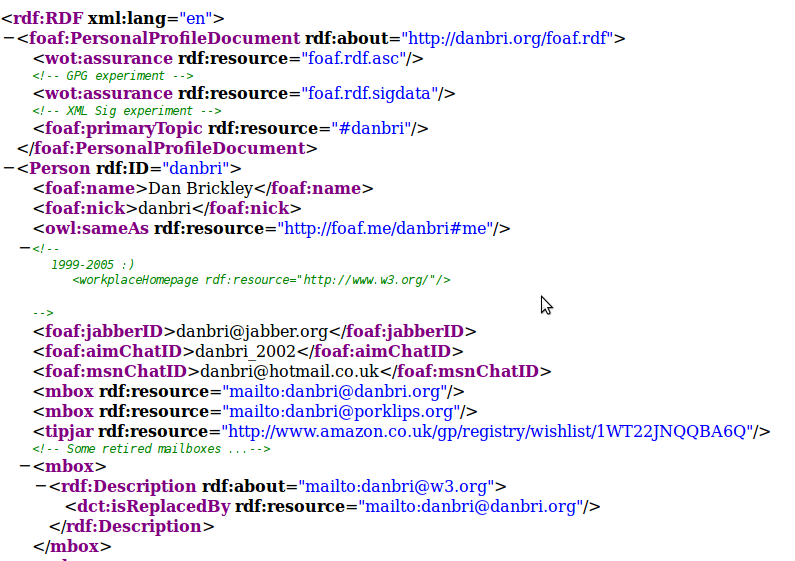 <rdf:RDF xml:lang="en">
−<foaf:PersonalProfileDocument rdf:about="http://danbri.org/foaf.rdf">
<wot:assurance rdf:resource="foaf.rdf.asc"/>
<!-- GPG experiment -->
<wot:assurance rdf:resource="foaf.rdf.sigdata"/>
<!-- XML Sig experiment -->
<foaf:primaryTopic rdf:resource="#danbri"/>
</foaf:PersonalProfileDocument>
−<Person rdf:ID="danbri">
<foaf:name>Dan Brickley</foaf:name>
<foaf:nick>danbri</foaf:nick>
<owl:sameAs rdf:resource="http://foaf.me/danbri#me"/>
−<!--
1999-2005 :)
<workplaceHomepage rdf:resource="http://www.w3.org/"/>
-->
<foaf:jabberID>danbri@jabber.org</foaf:jabberID>
<foaf:aimChatID>danbri_2002</foaf:aimChatID>
<foaf:msnChatID>danbri@hotmail.co.uk</foaf:msnChatID>
<mbox rdf:resource="mailto:danbri@danbri.org"/>
<mbox rdf:resource="mailto:danbri@porklips.org"/>
<tipjar rdf:resource="http://www.amazon.co.uk/gp/registry/wishlist/1WT22JNQQBA6Q"/>
<!-- Some retired mailboxes ...-->
−<mbox>
−<rdf:Description rdf:about="mailto:danbri@w3.org">
<dct:isReplacedBy rdf:resource="mailto:danbri@danbri.org"/>
</rdf:Description>
</mbox>